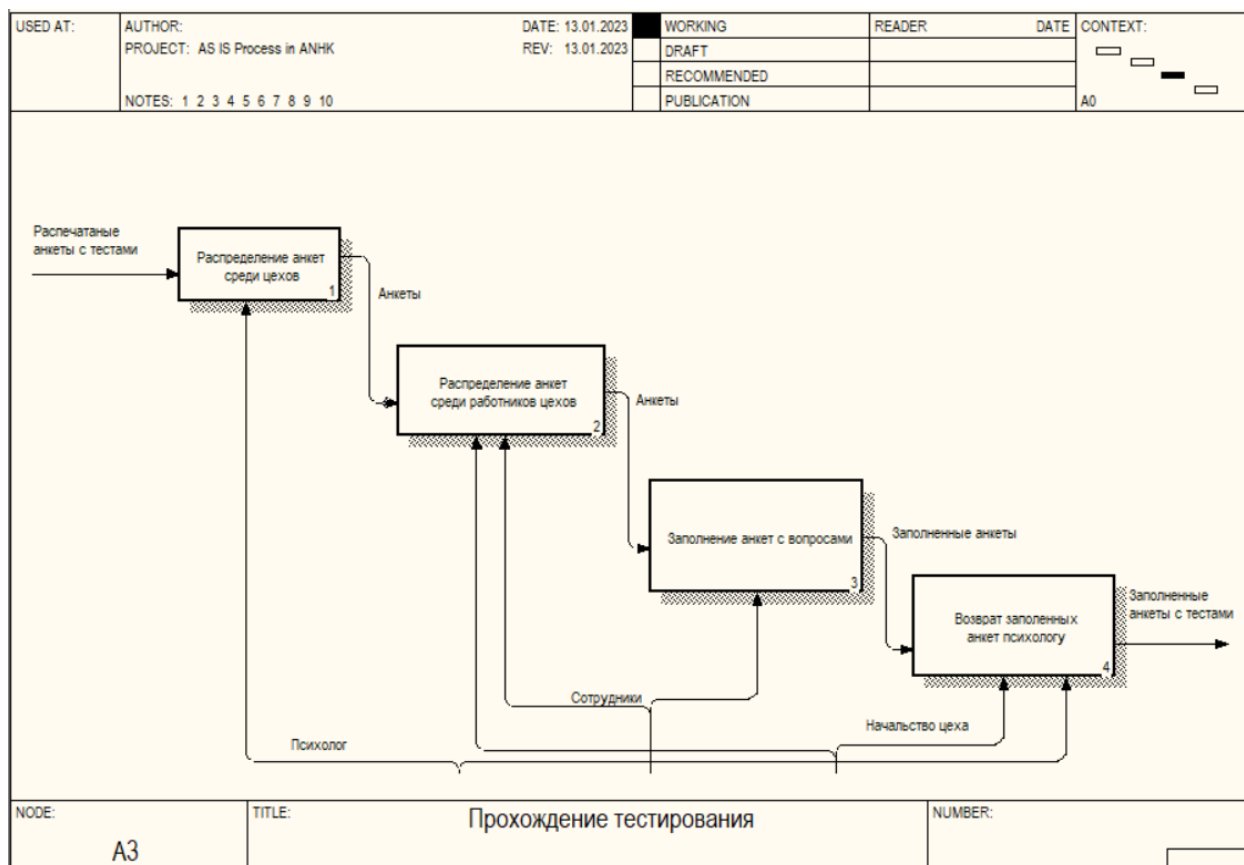 USED AT:
AUTHOR:
DATE: 13.01.2023
PROJECT: AS IS Process in ANHK
REV: 13.01.2023
NOTES: 1 2 3 4 5 6 7 8 9 10
WORKING
DRAFT
RECOMMENDED
PUBLICATION
READER
DATE
CONTEXT:
A0
Распечатаные
анкеты с тестами
Распределение анкет
среди цехов
1
Анкеты
Распределение анкет
среди работников цехов
2
Анкеты
Заполнение анкет с вопросами
3
Заполненные анкеты
Возврат заполенных
анкет психологу
4
Заполненные
анкеты с тестами
Сотрудники
Начальство цеха
Психолог
NODE:
A3
TITLE:
Прохождение тестирования
NUMBER: